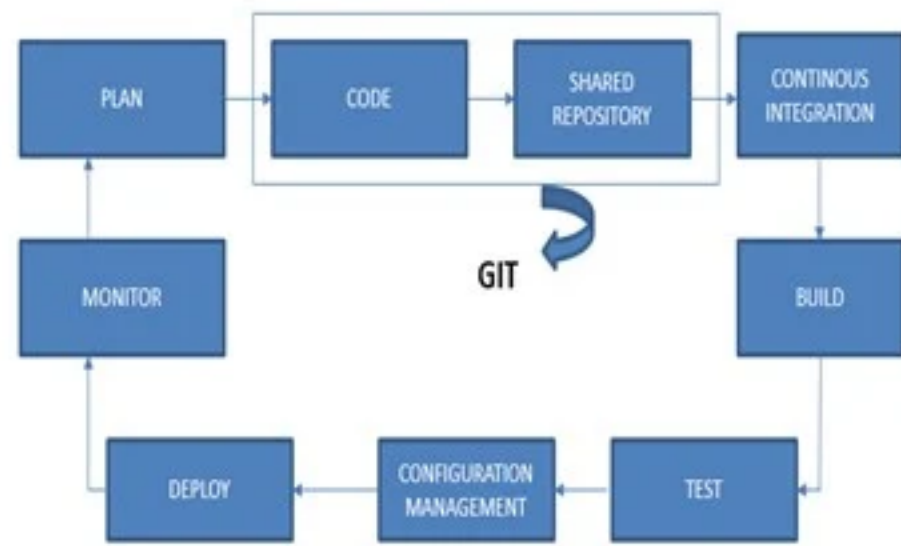 PLAN
CODE
SHARED
REPOSITORY
CONTINOUS
INTEGRATION
GIT
MONITOR
BUILD
DEPLOY
CONFIGURATION
MANAGEMENT
TEST